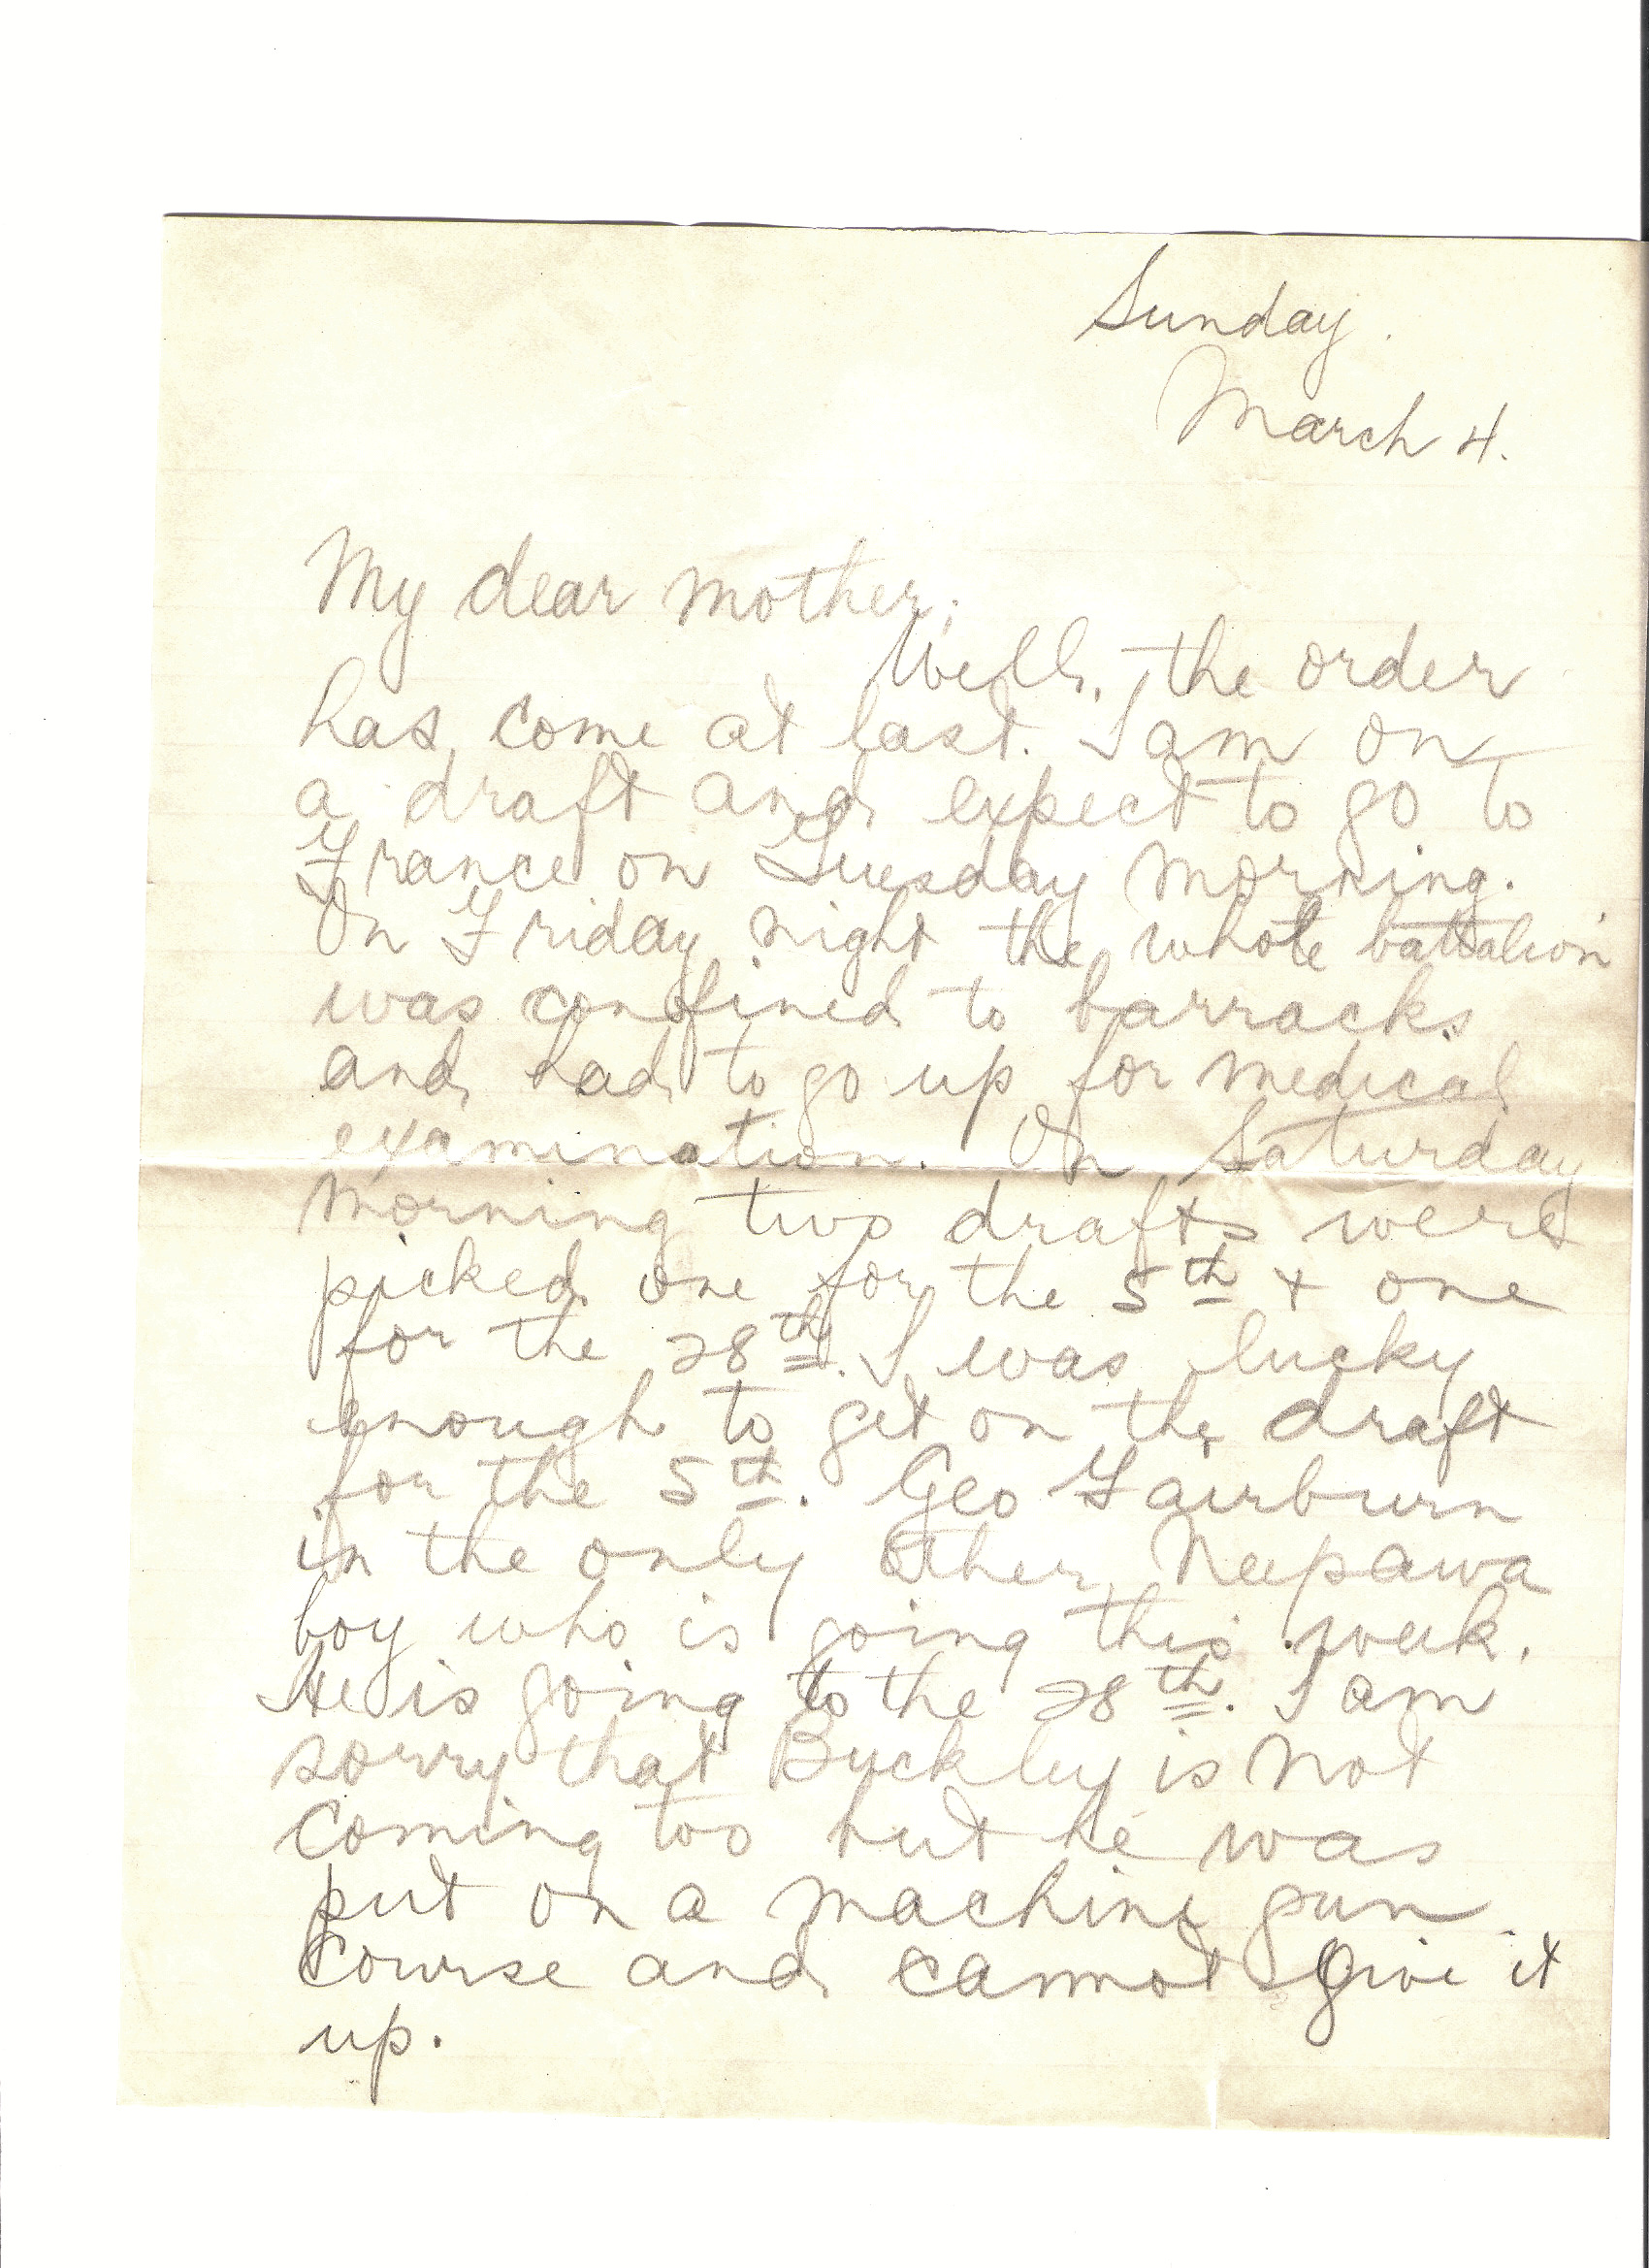 Sunday.
March 4.
My dear mother;
Well, the order
has come at last. I am on
a draft and expect to go to
France on Tuesday morning.
On Friday night the whole battalion
was confined to barracks
and had to go up for medical
examination. On Saturday
morning two drafts were
picked one for the 5th + one
for the 28th. I was lucky
enough to get on the draft
for the 5th. Geo Fairburn
is the only other Neepawa
boy who is going this week.
He is going to the 28th. I am
sorry that Buckley is not
coming too but he was
put on a machine gun
course and cannot give it
up.